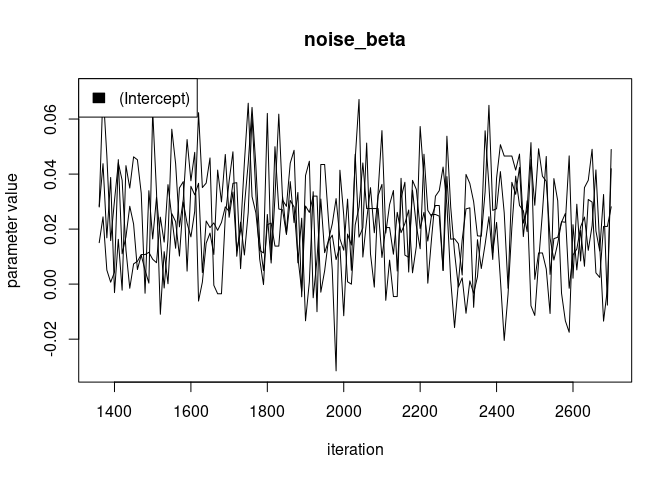 noise_beta
(Intercept)
0.06
0.04
0.02
0.00
-0.02
parameter value
1400 1600 1800 2000 2200 2400 2600
iteration